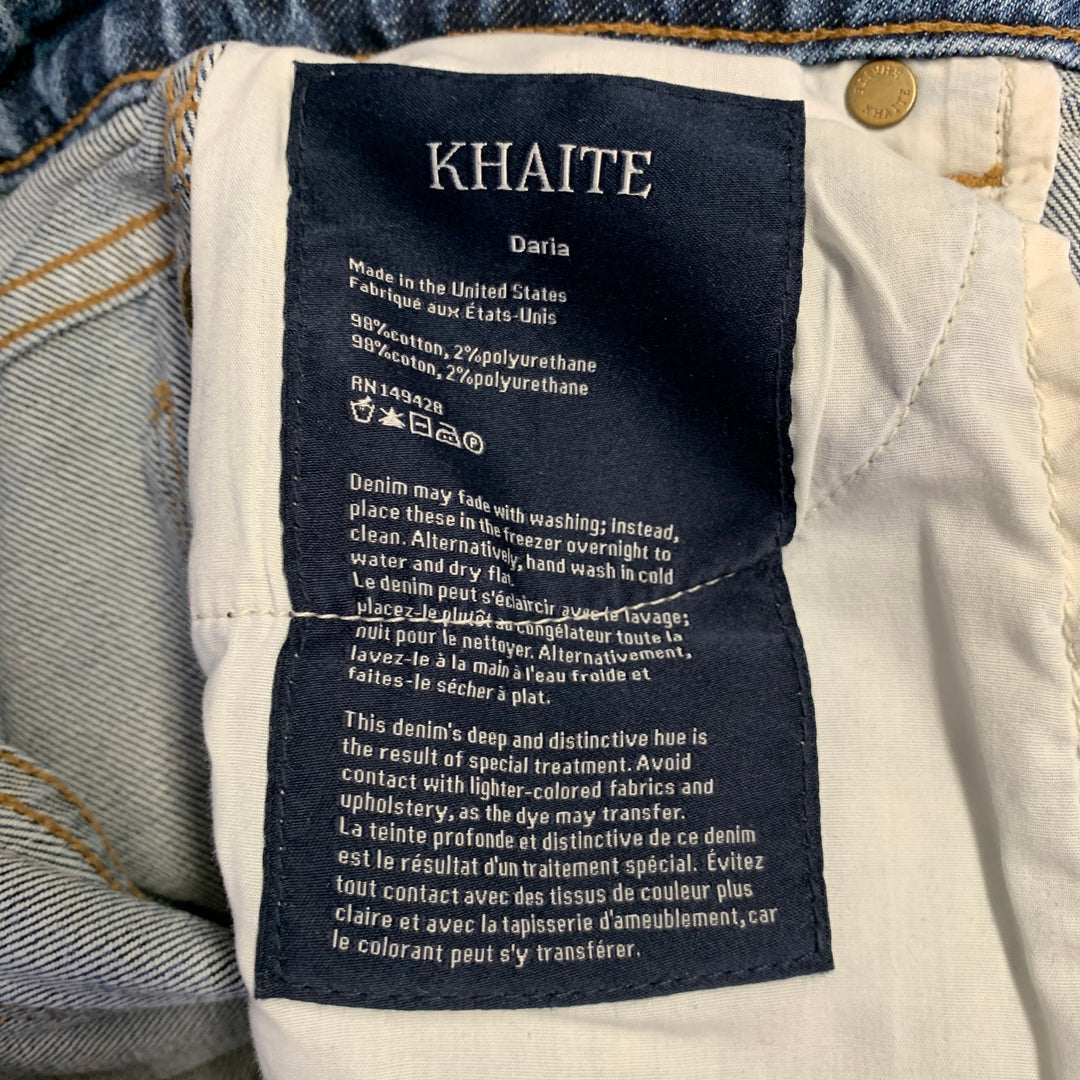 KHAITE
KHAITE
KHAITE
Daria
Made in the United States
Fabriqué aux États-Unis
98%cotton, 2%polyurethane
98%coton, 2%polyurethane
RN149428
P
Denim may fade with washing; instead,
place these in the freezer overnight to
clean. Alternatively, hand wash in cold
water and dry flat.
Le denim peut s'éclaircir avec le lavage;
placez-le plutôt au congélateur toute la
nuit pour le nettoyer. Alternativement,
lavez-le à la main à l'eau froide et
faites-le sécher à plat.
This denim's deep and distinctive hue is
the result of special treatment. Avoid
contact with lighter-colored fabrics and
upholstery, as the dye may transfer.
La teinte profonde et distinctive de ce denim
est le résultat d'un traitement spécial. Évitez
tout contact avec des tissus de couleur plus
claire et avec la tapisserie d'ameublement, car
le colorant peut s'y transférer.